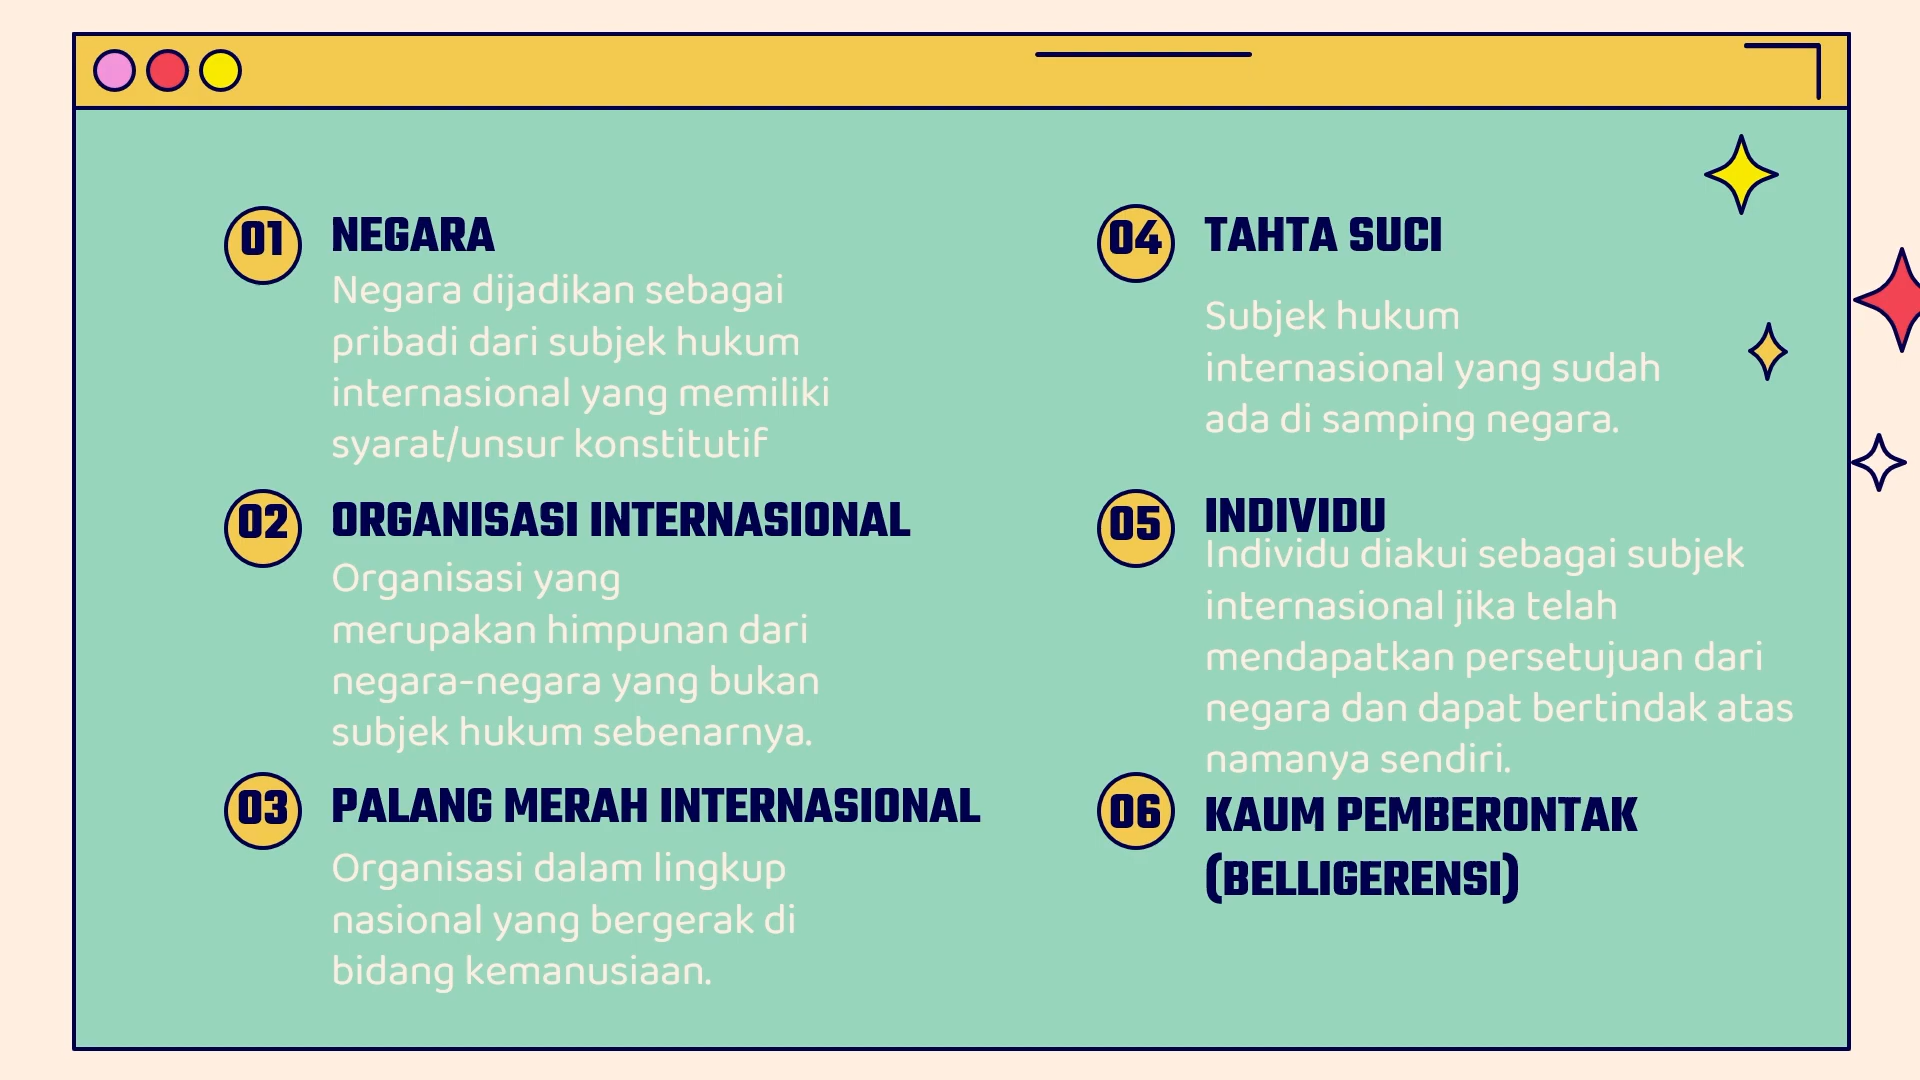 01
NEGARA
Negara dijadikan sebagai
pribadi dari subjek hukum
internasional yang memiliki
syarat/unsur konstitutif
02
ORGANISASI INTERNASIONAL
Organisasi yang
merupakan himpunan dari
negara-negara yang bukan
subjek hukum sebenarnya.
03
PALANG MERAH INTERNASIONAL
Organisasi dalam lingkup
nasional yang bergerak di
bidang kemanusiaan.
04
TAHTA SUCI
Subjek hukum
internasional yang sudah
ada di samping negara.
05
INDIVIDU
Individu diakui sebagai subjek
internasional jika telah
mendapatkan persetujuan dari
negara dan dapat bertindak atas
namanya sendiri.
06
KAUM PEMBERONTAK
(BELLIGERENSI)